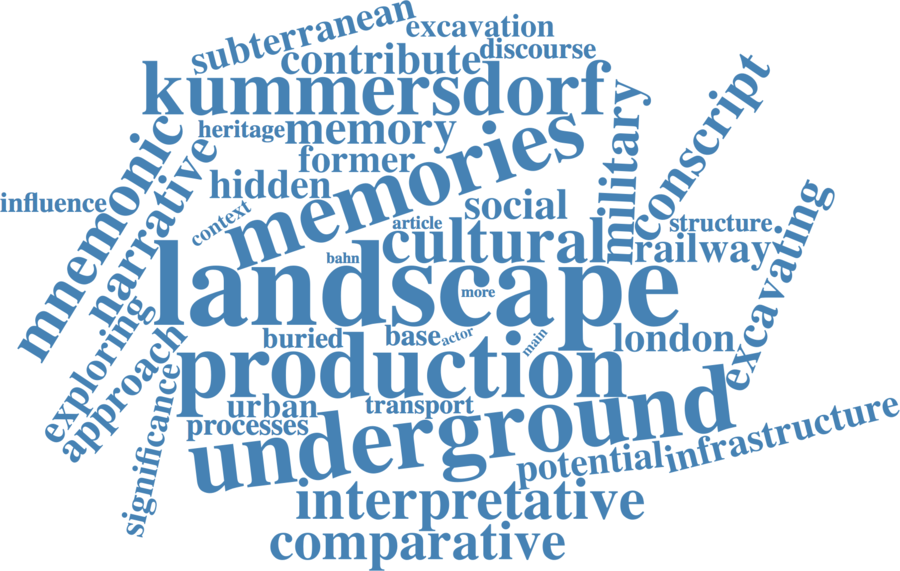 subterranean
excavation
contribute
discourse
kummersdorf
heritage
memory
mnemonic
narrative
former
memories
military
conscript
hidden
influence
context
social
article
cultural
structure
railway
bahn
landscape
more
excavating
exploring
approach
buried
base
actor
main
london
production
significance
urban
transport
processes
underground
potential
infrastructure
interpretative
comparative